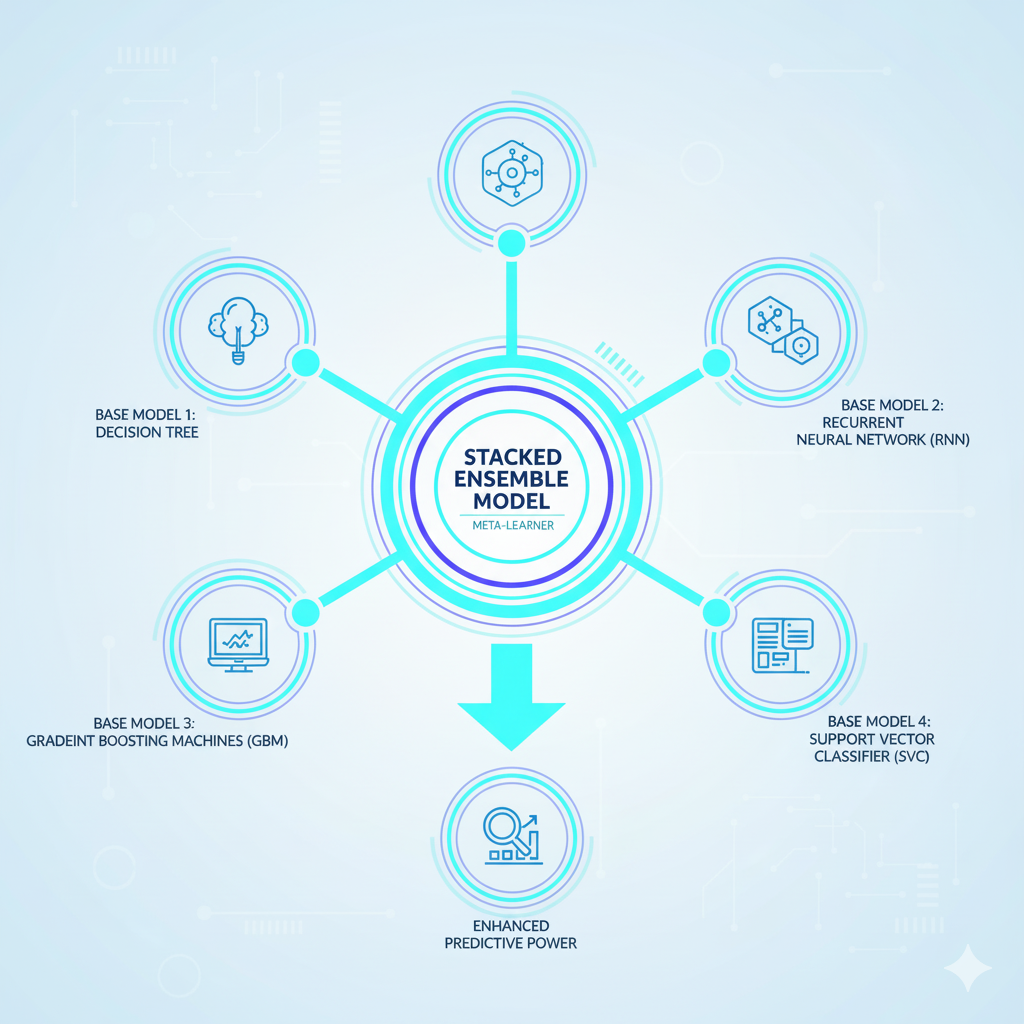 BASE MODEL 1:
DECISION TREE
BASE MODEL 2:
RECURRENT
NEURAL NETWORK (RNN)
STACKED
ENSEMBLE
MODEL
META-LEARNER
BASE MODEL 3:
GRADEINT BOOSTING MACHINES (GBM)
BASE MODEL 4:
SUPPORT VECTOR
CLASSIFIER (SVC)
ENHANCED
PREDICTIVE POWER